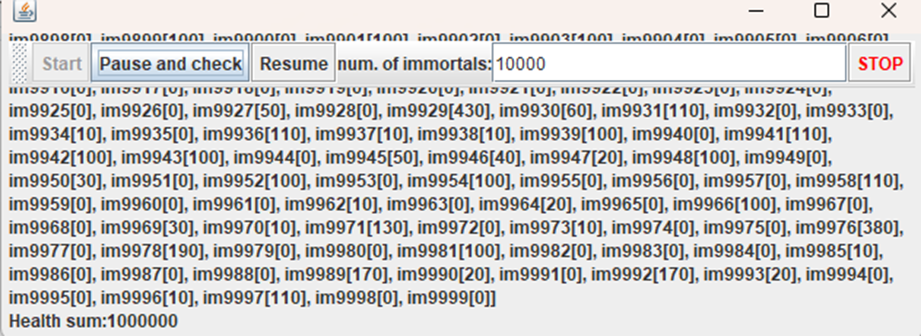 im9898[0], im9899[100], im9900[0], im9901[100], im9902[0], im9903[100], im9904[0], im9905[0], im9906[0],
Start Pause and check Resume num. of immortals: 10000 STOP
im9916[0], im9917[0], im9918[0], im9919[0], im9920[0], im9921[0], im9922[0], im9923[0], im9924[0],
im9925[0], im9926[0], im9927[50], im9928[0], im9929[430], im9930[60], im9931[110], im9932[0], im9933[0],
im9934[10], im9935[0], im9936[110], im9937[10], im9938[10], im9939[100], im9940[0], im9941[110],
im9942[100], im9943[100], im9944[0], im9945[50], im9946[40], im9947[20], im9948[100], im9949[0],
im9950[30], im9951[0], im9952[100], im9953[0], im9954[100], im9955[0], im9956[0], im9957[0], im9958[110],
im9959[0], im9960[0], im9961[0], im9962[10], im9963[0], im9964[20], im9965[0], im9966[100], im9967[0],
im9968[0], im9969[30], im9970[10], im9971[130], im9972[0], im9973[10], im9974[0], im9975[0], im9976[380],
im9977[0], im9978[190], im9979[0], im9980[0], im9981[100], im9982[0], im9983[0], im9984[0], im9985[10],
im9986[0], im9987[0], im9988[0], im9989[170], im9990[20], im9991[0], im9992[170], im9993[20], im9994[0],
im9995[0], im9996[10], im9997[110], im9998[0], im9999[0]]
Health sum:1000000